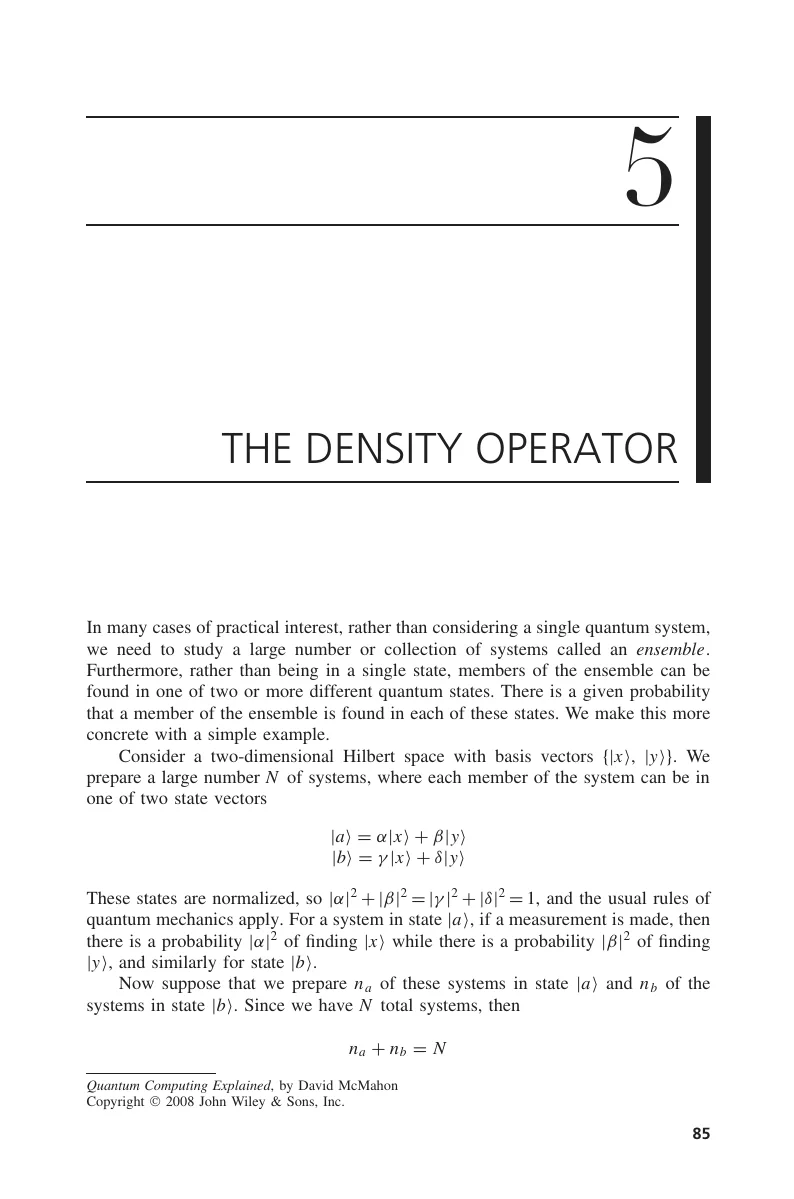 5
THE DENSITY OPERATOR
In many cases of practical interest, rather than considering a single quantum system,
we need to study a large number or collection of systems called an ensemble.
Furthermore, rather than being in a single state, members of the ensemble can be
found in one of two or more different quantum states. There is a given probability
that a member of the ensemble is found in each of these states. We make this more
concrete with a simple example.
Consider a two-dimensional Hilbert space with basis vectors {|x⟩, |y⟩}. We
prepare a large number N of systems, where each member of the system can be in
one of two state vectors
|a⟩ = α|x⟩ + β|y⟩
|b⟩ = γ|x⟩ + δ|y⟩
These states are normalized, so |α|² + |β|² = |γ|² + |δ|² = 1, and the usual rules of
quantum mechanics apply. For a system in state |a⟩, if a measurement is made, then
there is a probability |α|² of finding |x⟩ while there is a probability |β|² of finding
|y⟩, and similarly for state |b⟩.
Now suppose that we prepare nₐ of these systems in state |a⟩ and n_b of the
systems in state |b⟩. Since we have N total systems, then
nₐ + n_b = N
Quantum Computing Explained, by David McMahon
Copyright © 2008 John Wiley & Sons, Inc.
85